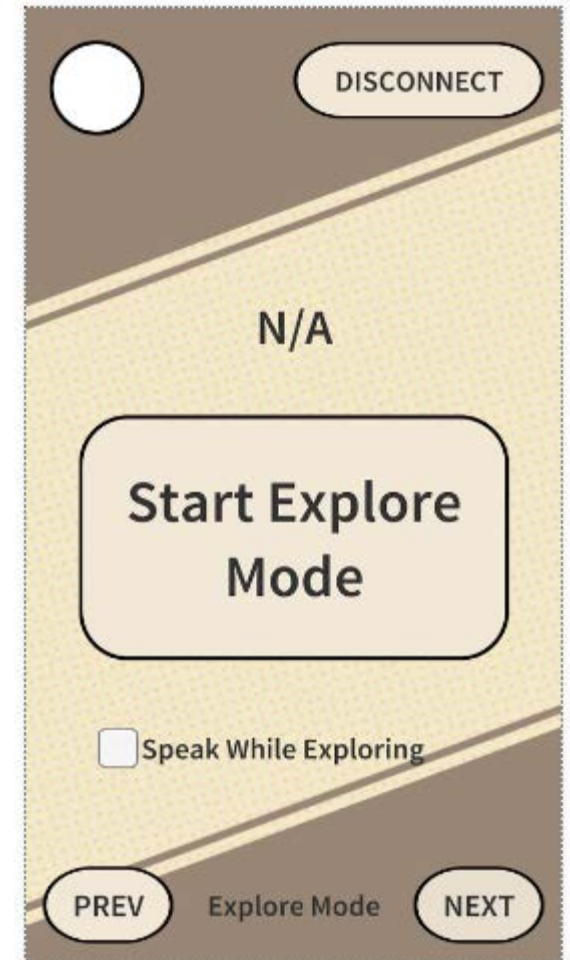 DISCONNECT
N/A
Start Explore
Mode
Speak While Exploring
PREV
Explore Mode
NEXT